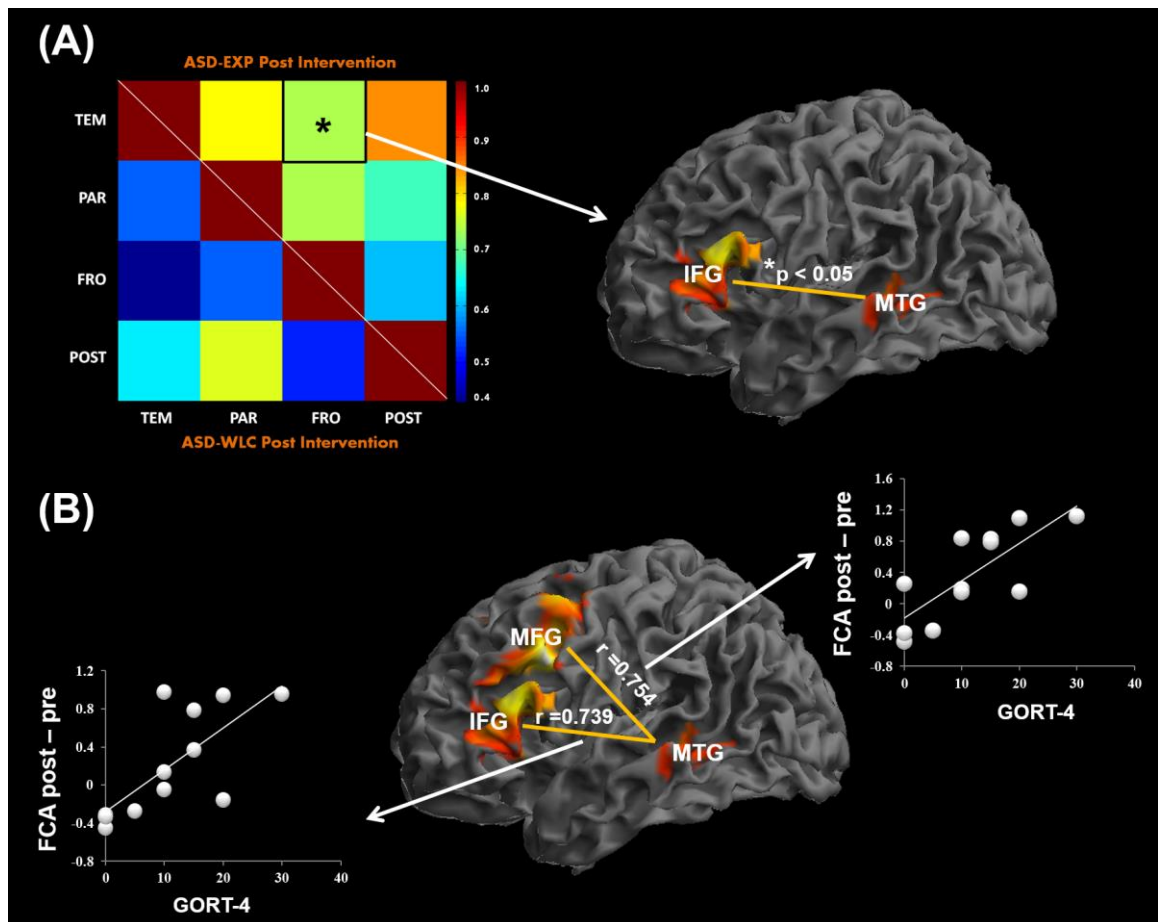 (A)
ASD-EXP Post Intervention
TEM
PAR
FRO
POST
*
1.0
0.9
0.8
0.7
0.6
0.5
0.4
TEM PAR FRO POST
ASD-WLC Post Intervention
IFG
*p < 0.05
MTG
(B)
FCA post – pre
1.6
1.2
0.8
0.4
0
-0.4
-0.8
0 10 20 30 40
GORT-4
MFG
r =0.754
IFG
r =0.739
MTG
FCA post – pre
1.2
0.8
0.4
0
-0.4
-0.8
0 10 20 30 40
GORT-4